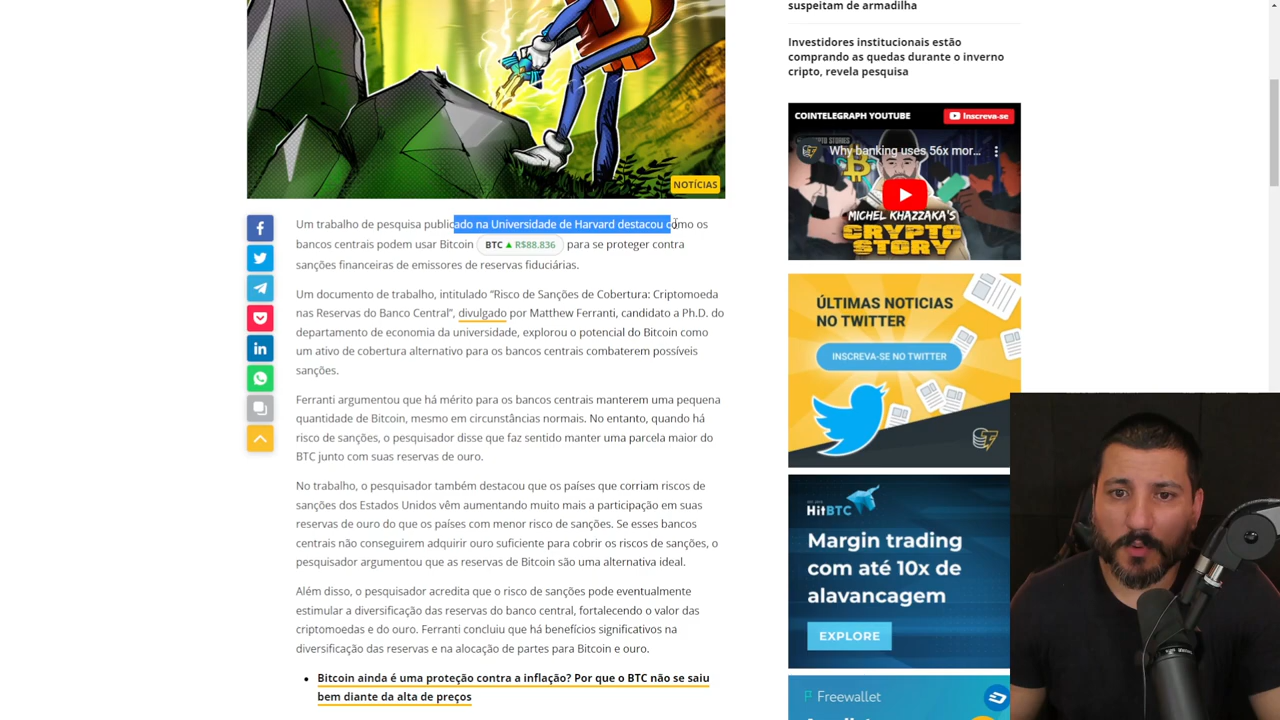 suspeitam de armadilha
Investidores institucionais estão
comprando as quedas durante o inverno
cripto, revela pesquisa
COINTELEGRAPH YOUTUBE
Inscreva-se
Why banking uses 56x mor...
MICHEL KHAZZAKA'S
CRYPTO
STORY
NOTÍCIAS
Um trabalho de pesquisa publicado na Universidade de Harvard destacou como os
bancos centrais podem usar Bitcoin BTC ▲ R$88.836 para se proteger contra
sanções financeiras de emissores de reservas fiduciárias.
Um documento de trabalho, intitulado "Risco de Sanções de Cobertura: Criptomoeda
nas Reservas do Banco Central", divulgado por Matthew Ferranti, candidato a Ph.D. do
departamento de economia da universidade, explorou o potencial do Bitcoin como
um ativo de cobertura alternativo para os bancos centrais combaterem possíveis
sanções.
Ferranti argumentou que há mérito para os bancos centrais manterem uma pequena
quantidade de Bitcoin, mesmo em circunstâncias normais. No entanto, quando há
risco de sanções, o pesquisador disse que faz sentido manter uma parcela maior do
BTC junto com suas reservas de ouro.
No trabalho, o pesquisador também destacou que os países que corriam riscos de
sanções dos Estados Unidos vêm aumentando muito mais a participação em suas
reservas de ouro do que os países com menor risco de sanções. Se esses bancos
centrais não conseguirem adquirir ouro suficiente para cobrir os riscos de sanções, o
pesquisador argumentou que as reservas de Bitcoin são uma alternativa ideal.
Além disso, o pesquisador acredita que o risco de sanções pode eventualmente
estimular a diversificação das reservas do banco central, fortalecendo o valor das
criptomoedas e do ouro. Ferranti concluiu que há benefícios significativos na
diversificação das reservas e na alocação de partes para Bitcoin e ouro.
• Bitcoin ainda é uma proteção contra a inflação? Por que o BTC não se saiu
bem diante da alta de preços
ÚLTIMAS NOTICIAS
NO TWITTER
INSCREVA-SE NO TWITTER
HitBTC
Margin trading
com até 10x de
alavancagem
EXPLORE
Freewallet